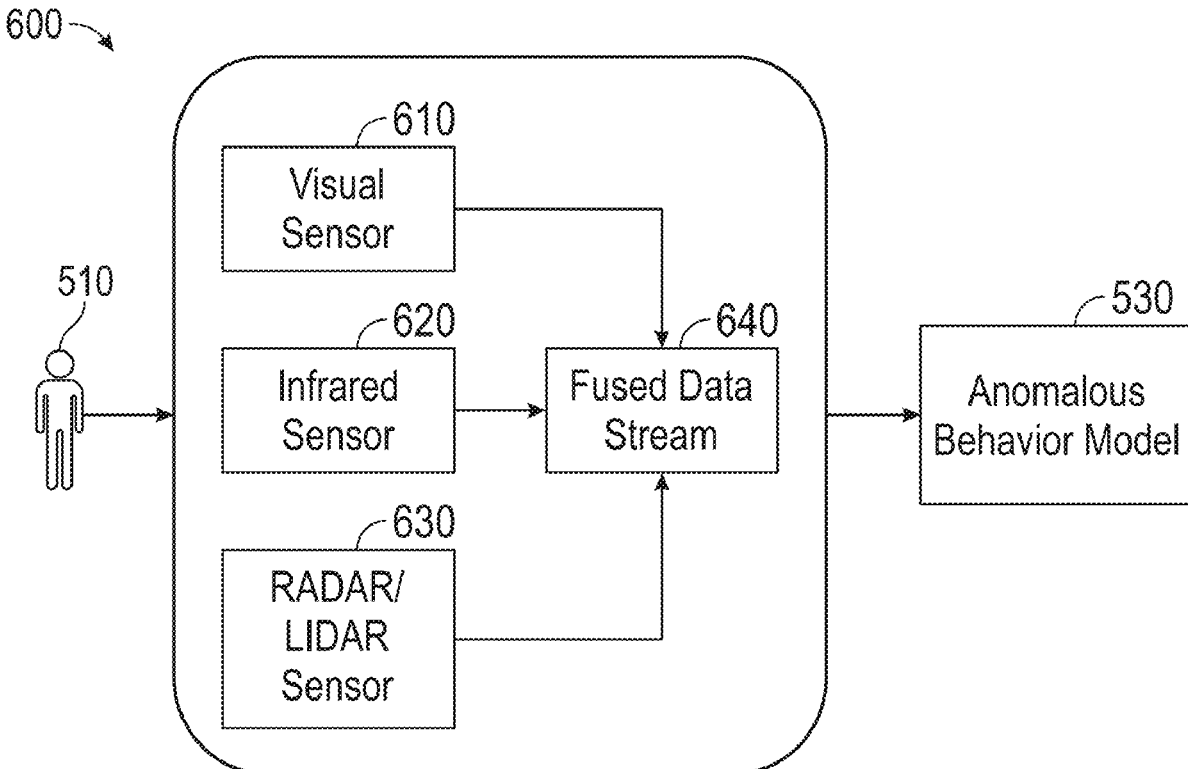 600
610
Visual
Sensor
510
620
Infrared
Sensor
640
Fused Data
Stream
530
Anomalous
Behavior Model
630
RADAR/
LIDAR
Sensor